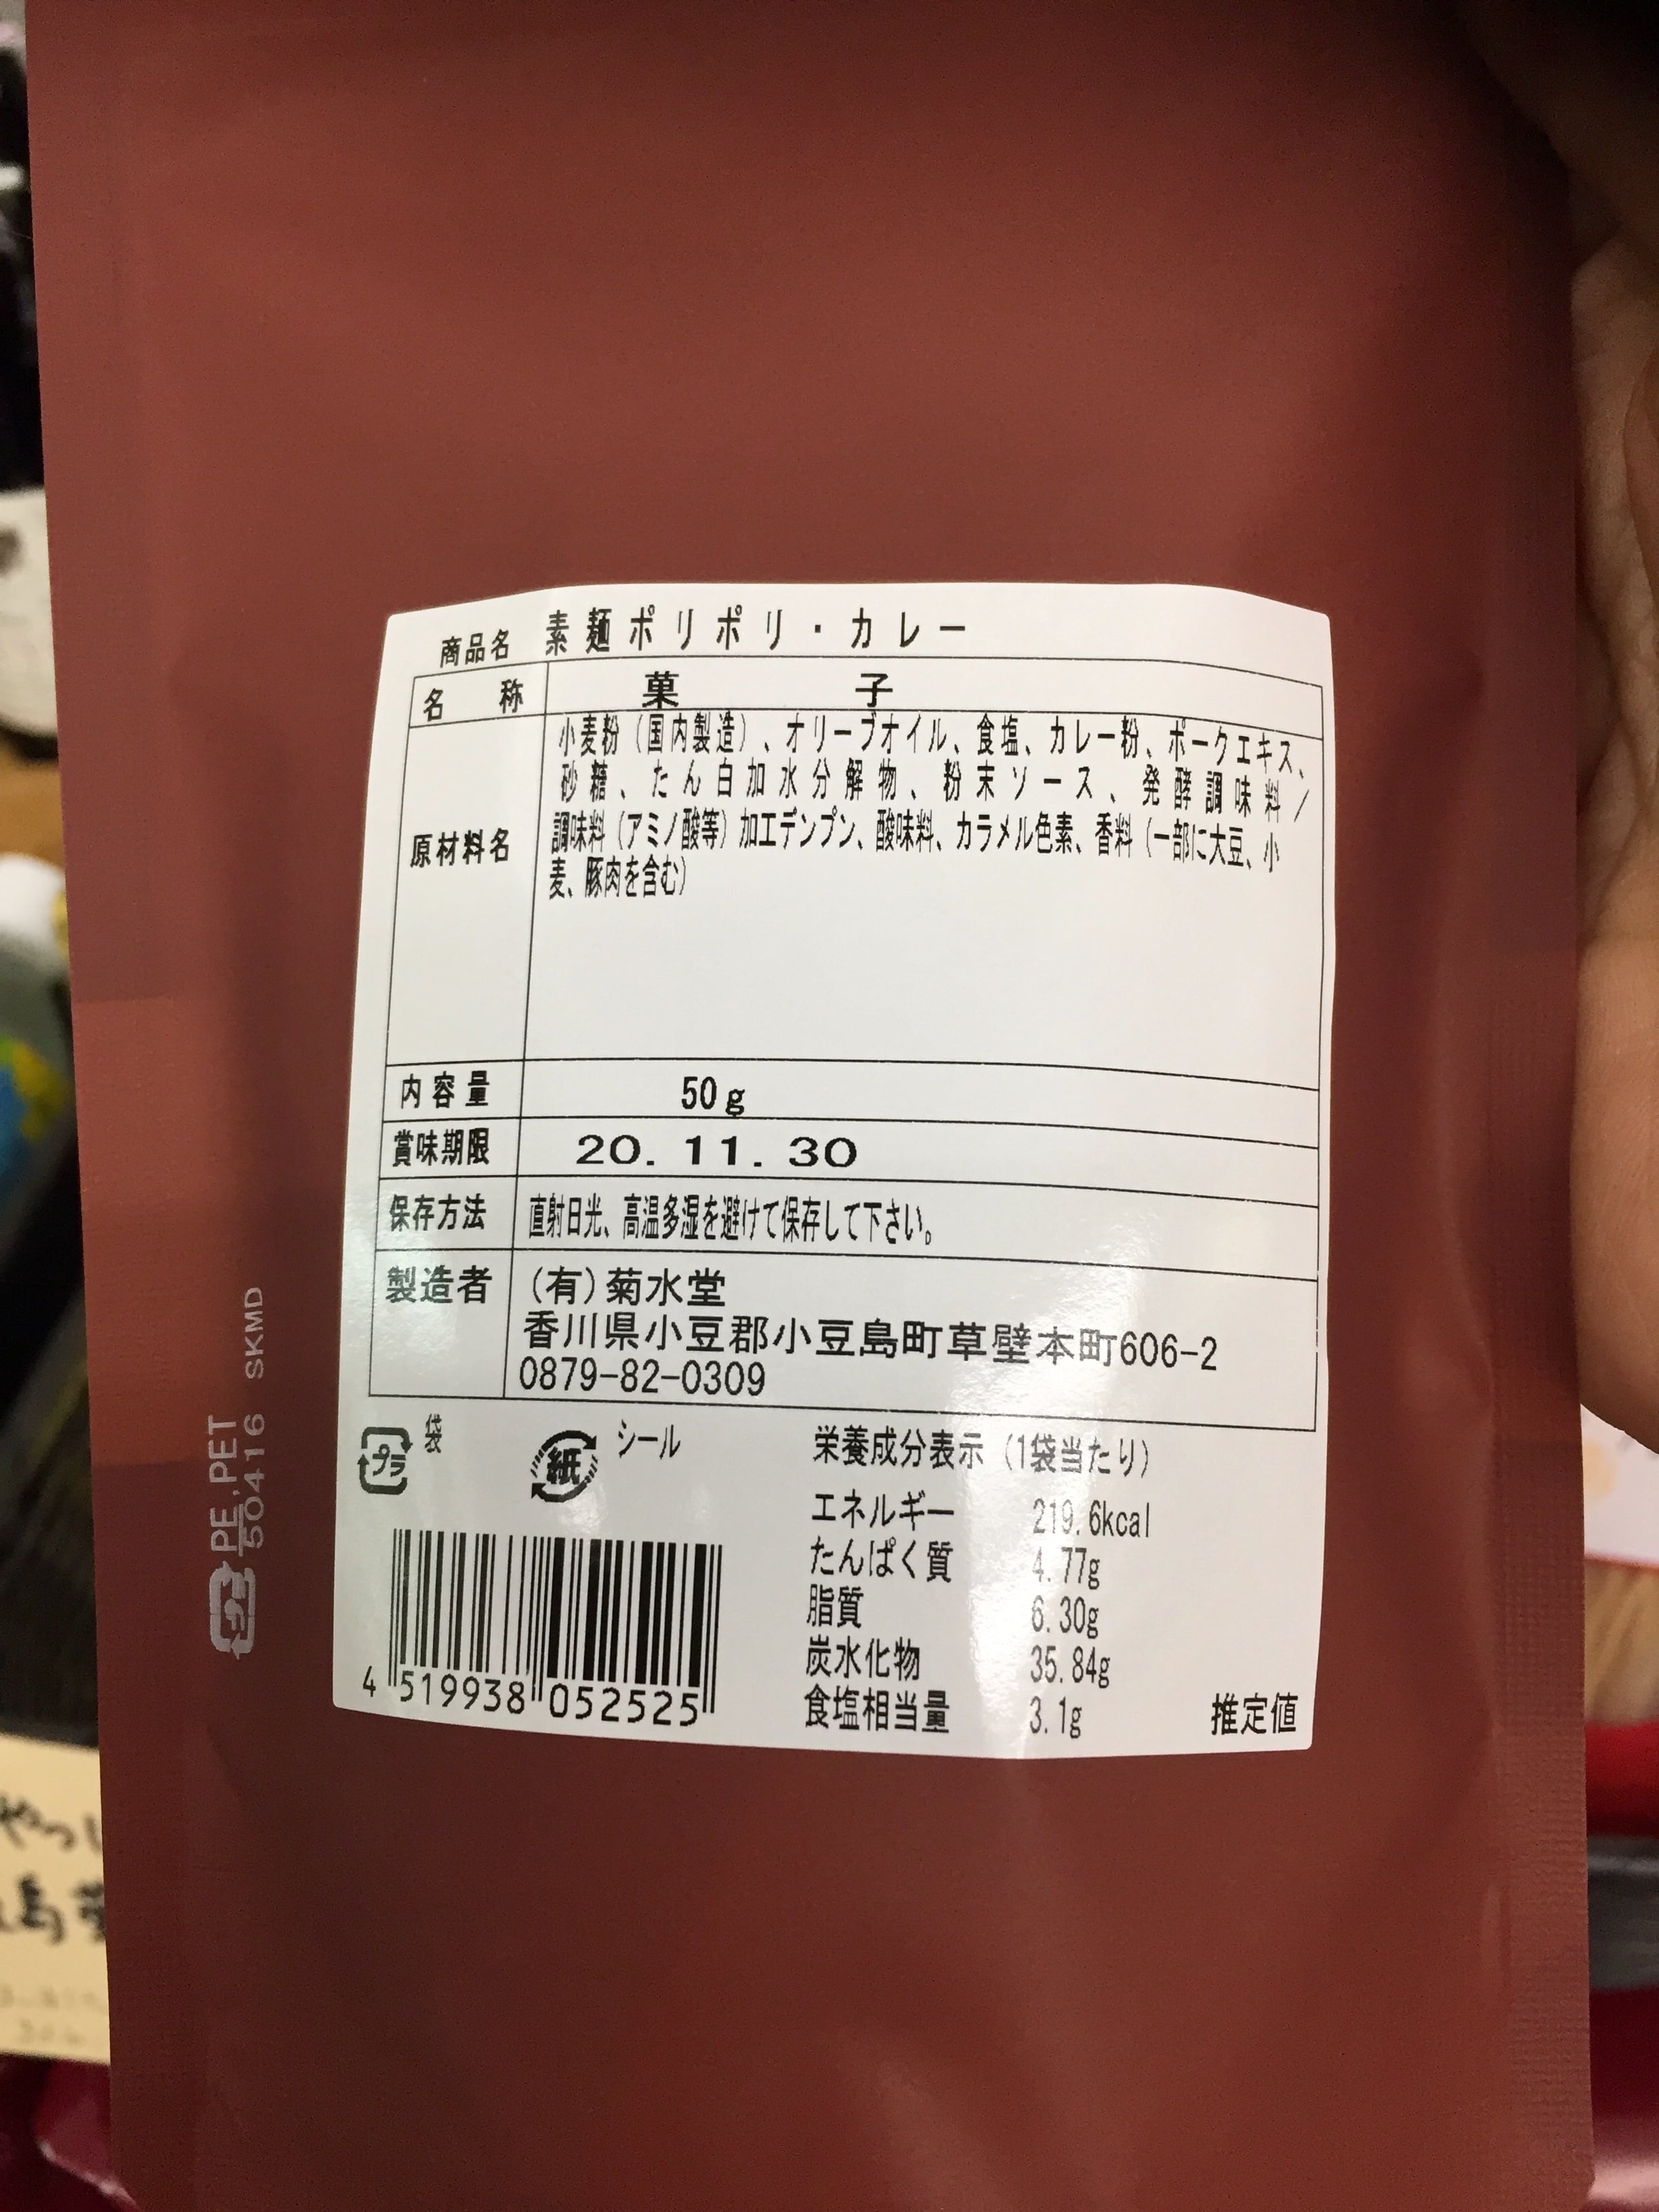 商品名 素麺ポリポリ・カレー
名称 菓子
原材料名 小麦粉（国内製造）、オリーブオイル、食塩、カレー粉、ポークエキス、
砂糖、たん白加水分解物、粉末ソース、発酵調味料／
調味料（アミノ酸等）加工デンプン、酸味料、カラメル色素、香料（一部に大豆、小
麦、豚肉を含む）
内容量 50g
賞味期限 20.11.30
保存方法 直射日光、高温多湿を避けて保存して下さい。
製造者 (有)菊水堂
香川県小豆郡小豆島町草壁本町606-2
0879-82-0309
プラ 袋 紙 シール
栄養成分表示（1袋当たり）
エネルギー 219.6kcal
たんぱく質 4.77g
脂質 6.30g
炭水化物 35.84g
食塩相当量 3.1g 推定値
4 519938 052525
プラ PE,PET
50416 SKMD
やっ
島